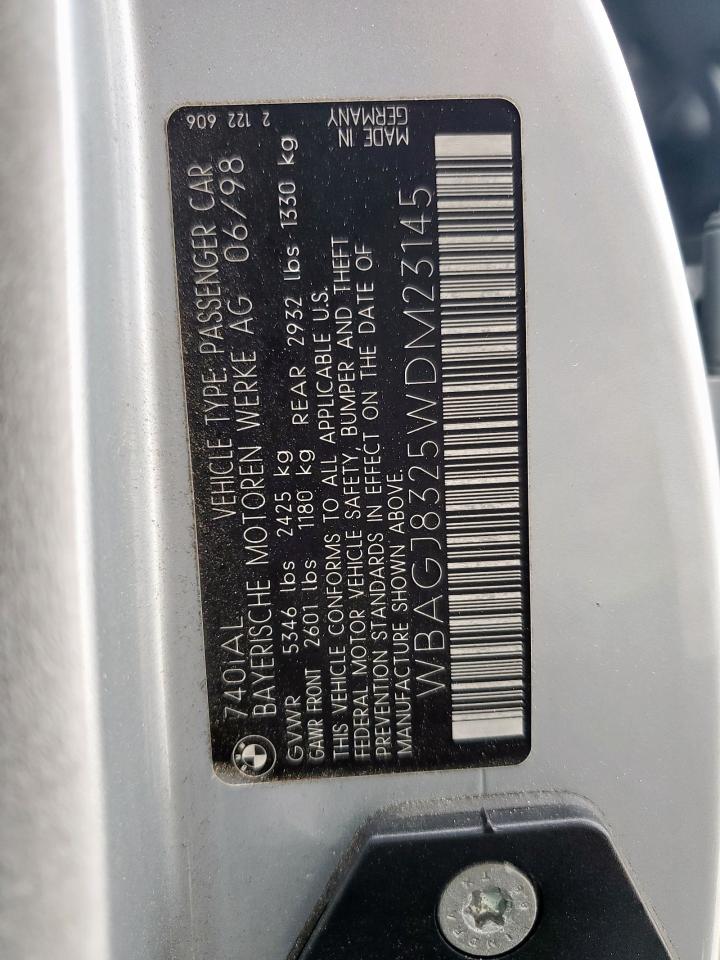 7401AL VEHICLE TYPE: PASSENGER CAR 2 122 606
BAYERISCHE MOTOREN WERKE AG 06/98
GVWR 5346 lbs 2425 kg
GAWR FRONT 2601 lbs 1180 kg REAR 2932 lbs 1330 kg
THIS VEHICLE CONFORMS TO ALL APPLICABLE U.S.
FEDERAL MOTOR VEHICLE SAFETY, BUMPER AND THEFT
PREVENTION STANDARDS IN EFFECT ON THE DATE OF
MANUFACTURE SHOWN ABOVE.
MADE IN
GERMANY
WBAGJ8325WDM23145